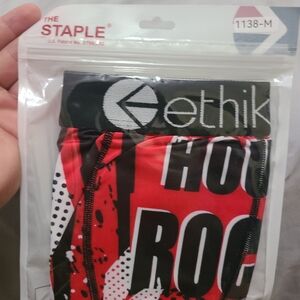 THE
STAPLE®
1138-M
ethik
HOU
ROC